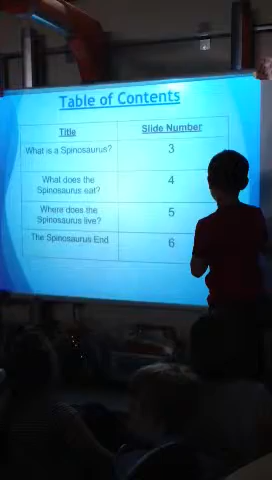 Table of Contents
Title Slide Number
What is a Spinosaurus? 3
What does the
Spinosaurus eat? 4
Where does the
Spinosaurus live? 5
The Spinosaurus End 6